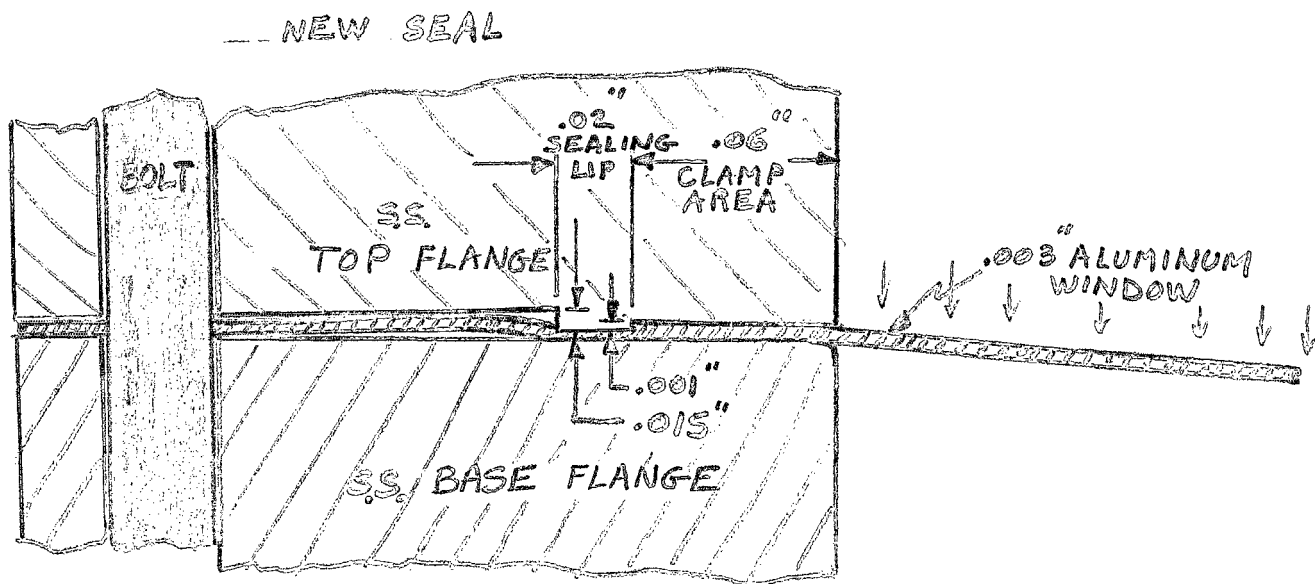 NEW SEAL
.02"
SEALING
LIP
.06"
CLAMP
AREA
BOLT
S.S.
TOP FLANGE
.003" ALUMINUM
WINDOW
.001"
.015"
S.S. BASE FLANGE